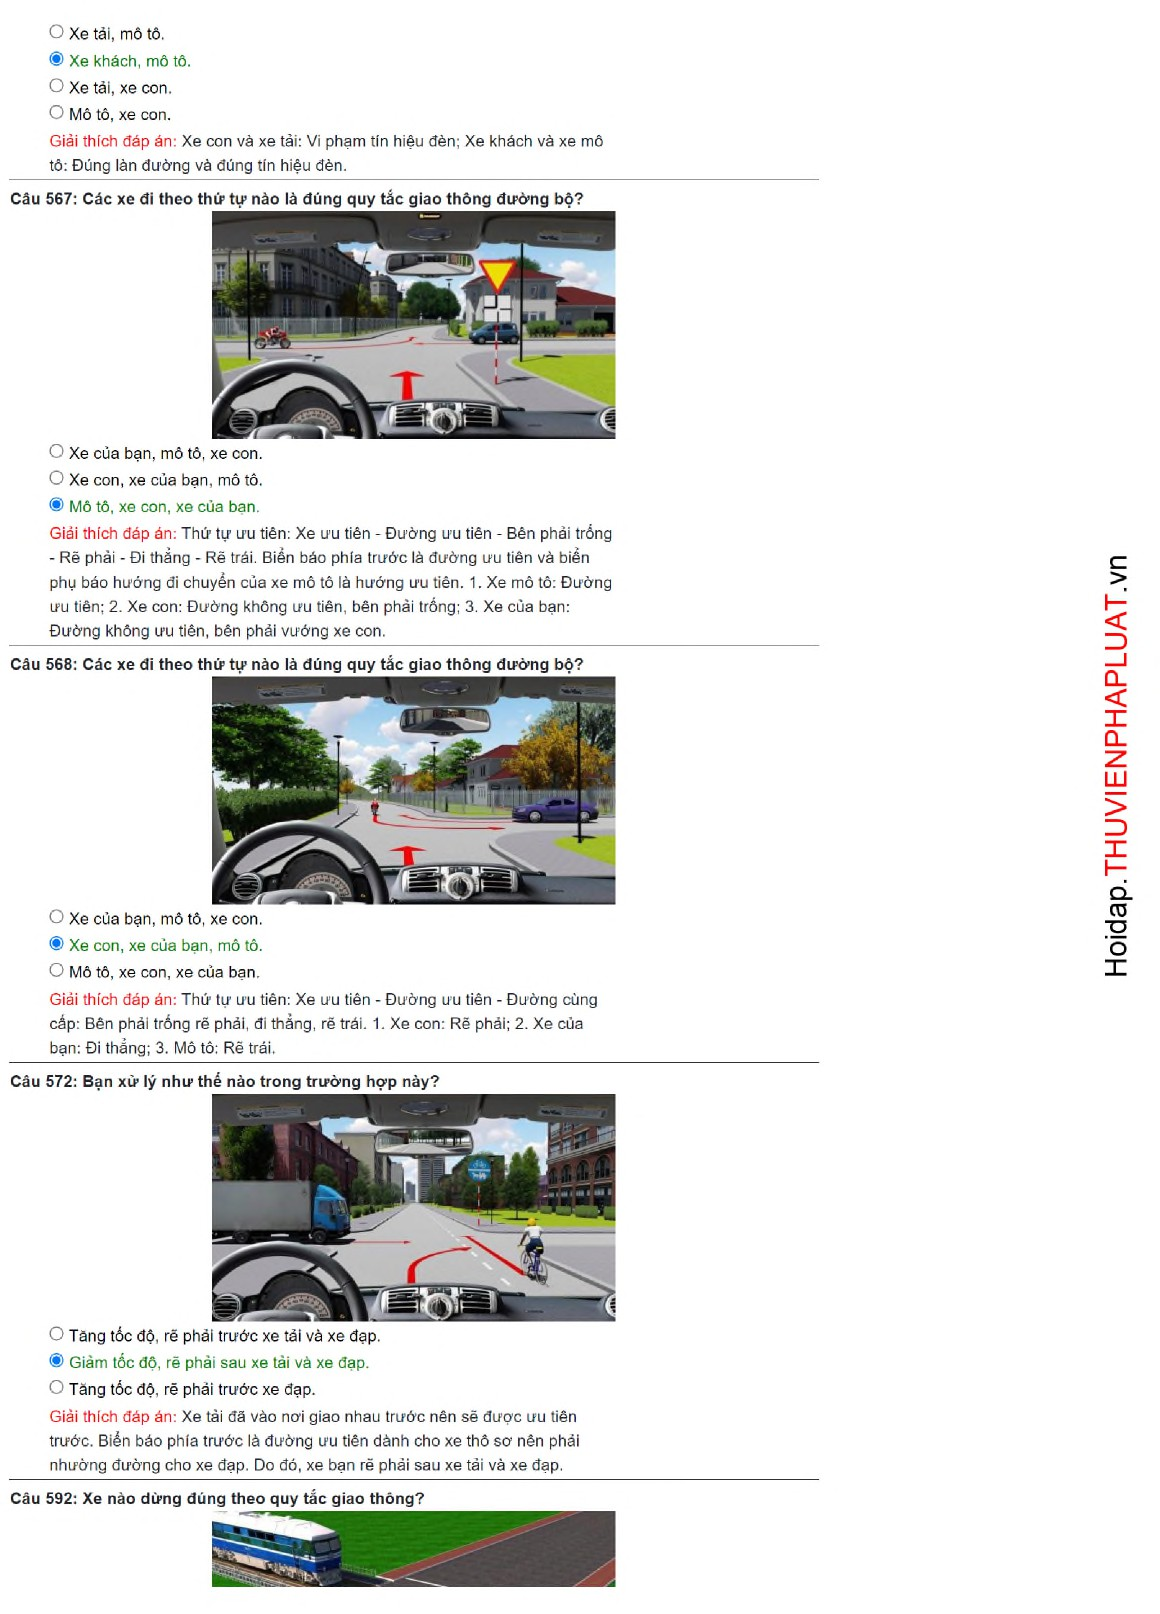 Xe tải, mô tô.
Xe khách, mô tô.
Xe tải, xe con.
Mô tô, xe con.
Giải thích đáp án: Xe con và xe tải: Vi phạm tín hiệu đèn; Xe khách và xe mô
tô: Đúng làn đường và đúng tín hiệu đèn.
Câu 567: Các xe đi theo thứ tự nào là đúng quy tắc giao thông đường bộ?
Xe của bạn, mô tô, xe con.
Xe con, xe của bạn, mô tô.
Mô tô, xe con, xe của bạn.
Giải thích đáp án: Thứ tự ưu tiên: Xe ưu tiên - Đường ưu tiên - Bên phải trống
- Rẽ phải - Đi thẳng - Rẽ trái. Biển báo phía trước là đường ưu tiên và biển
phụ báo hướng đi chuyển của xe mô tô là hướng ưu tiên. 1. Xe mô tô: Đường
ưu tiên; 2. Xe con: Đường không ưu tiên, bên phải trống; 3. Xe của bạn:
Đường không ưu tiên, bên phải vướng xe con.
Câu 568: Các xe đi theo thứ tự nào là đúng quy tắc giao thông đường bộ?
Xe của bạn, mô tô, xe con.
Xe con, xe của bạn, mô tô.
Mô tô, xe con, xe của bạn.
Giải thích đáp án: Thứ tự ưu tiên: Xe ưu tiên - Đường ưu tiên - Đường cùng
cấp: Bên phải trống rẽ phải, đi thẳng, rẽ trái. 1. Xe con: Rẽ phải; 2. Xe của
bạn: Đi thẳng; 3. Mô tô: Rẽ trái.
Câu 572: Bạn xử lý như thế nào trong trường hợp này?
Tăng tốc độ, rẽ phải trước xe tải và xe đạp.
Giảm tốc độ, rẽ phải sau xe tải và xe đạp.
Tăng tốc độ, rẽ phải trước xe đạp.
Giải thích đáp án: Xe tải đã vào nơi giao nhau trước nên sẽ được ưu tiên
trước. Biển báo phía trước là đường ưu tiên dành cho xe thô sơ nên phải
nhường đường cho xe đạp. Do đó, xe bạn rẽ phải sau xe tải và xe đạp.
Câu 592: Xe nào dừng đúng theo quy tắc giao thông?
Hoidap.THUVIENPHAPLUAT.vn